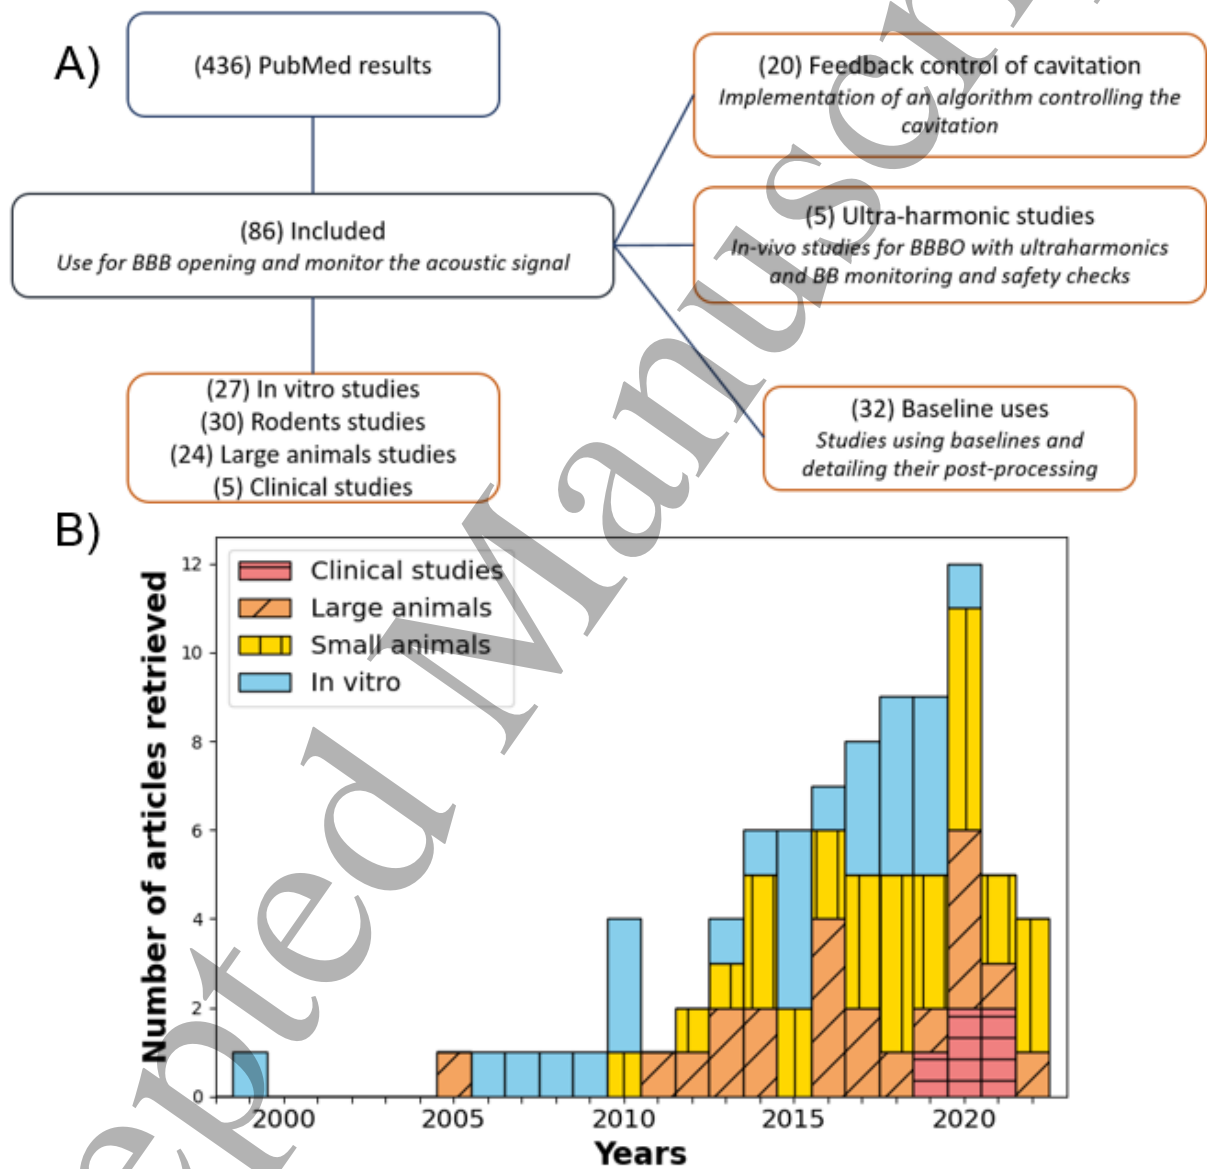 A)
(436) PubMed results
(86) Included
Use for BBB opening and monitor the acoustic signal
(27) In vitro studies
(30) Rodents studies
(24) Large animals studies
(5) Clinical studies
(20) Feedback control of cavitation
Implementation of an algorithm controlling the
cavitation
(5) Ultra-harmonic studies
In-vivo studies for BBBO with ultraharmonics
and BB monitoring and safety checks
(32) Baseline uses
Studies using baselines and
detailing their post-processing
B)
Clinical studies
Large animals
Small animals
In vitro
Number of articles retrieved
12
10
8
6
4
2
0
2000
2005
2010
2015
2020
Years
epted Manuscri